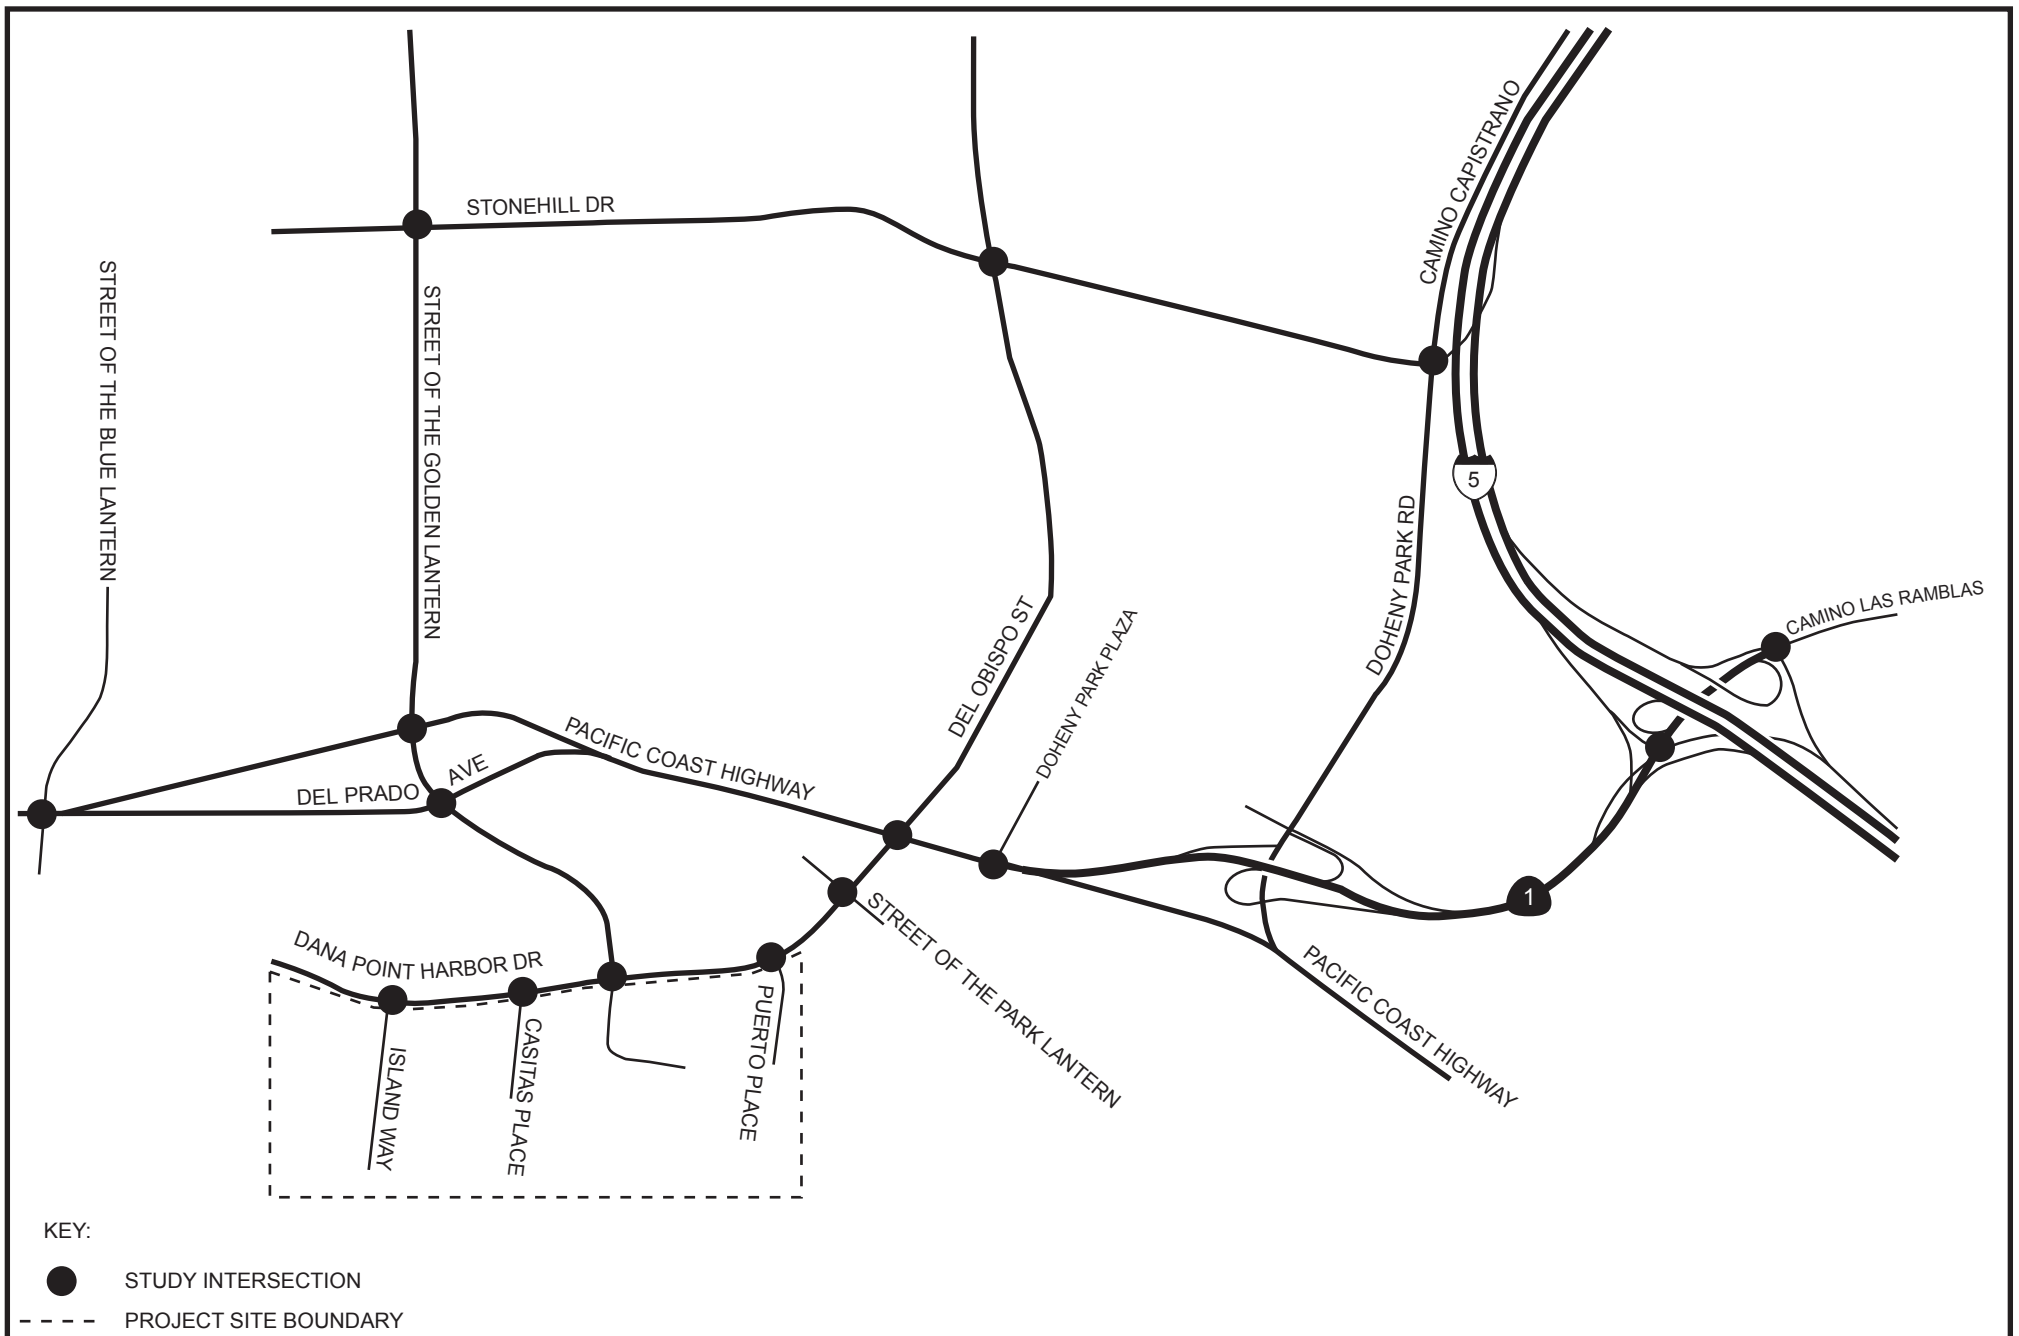 CAMINO CAPISTRANO
STONEHILL DR
STREET OF THE BLUE LANTERN
STREET OF THE GOLDEN LANTERN
5
DOHENY PARK RD
CAMINO LAS RAMBLAS
DEL OBISPO ST
DOHENY PARK PLAZA
PACIFIC COAST HIGHWAY
DEL PRADO AVE
1
STREET OF THE PARK LANTERN
DANA POINT HARBOR DR
PACIFIC COAST HIGHWAY
ISLAND WAY
CASITAS PLACE
PUERTO PLACE
KEY:
STUDY INTERSECTION
PROJECT SITE BOUNDARY